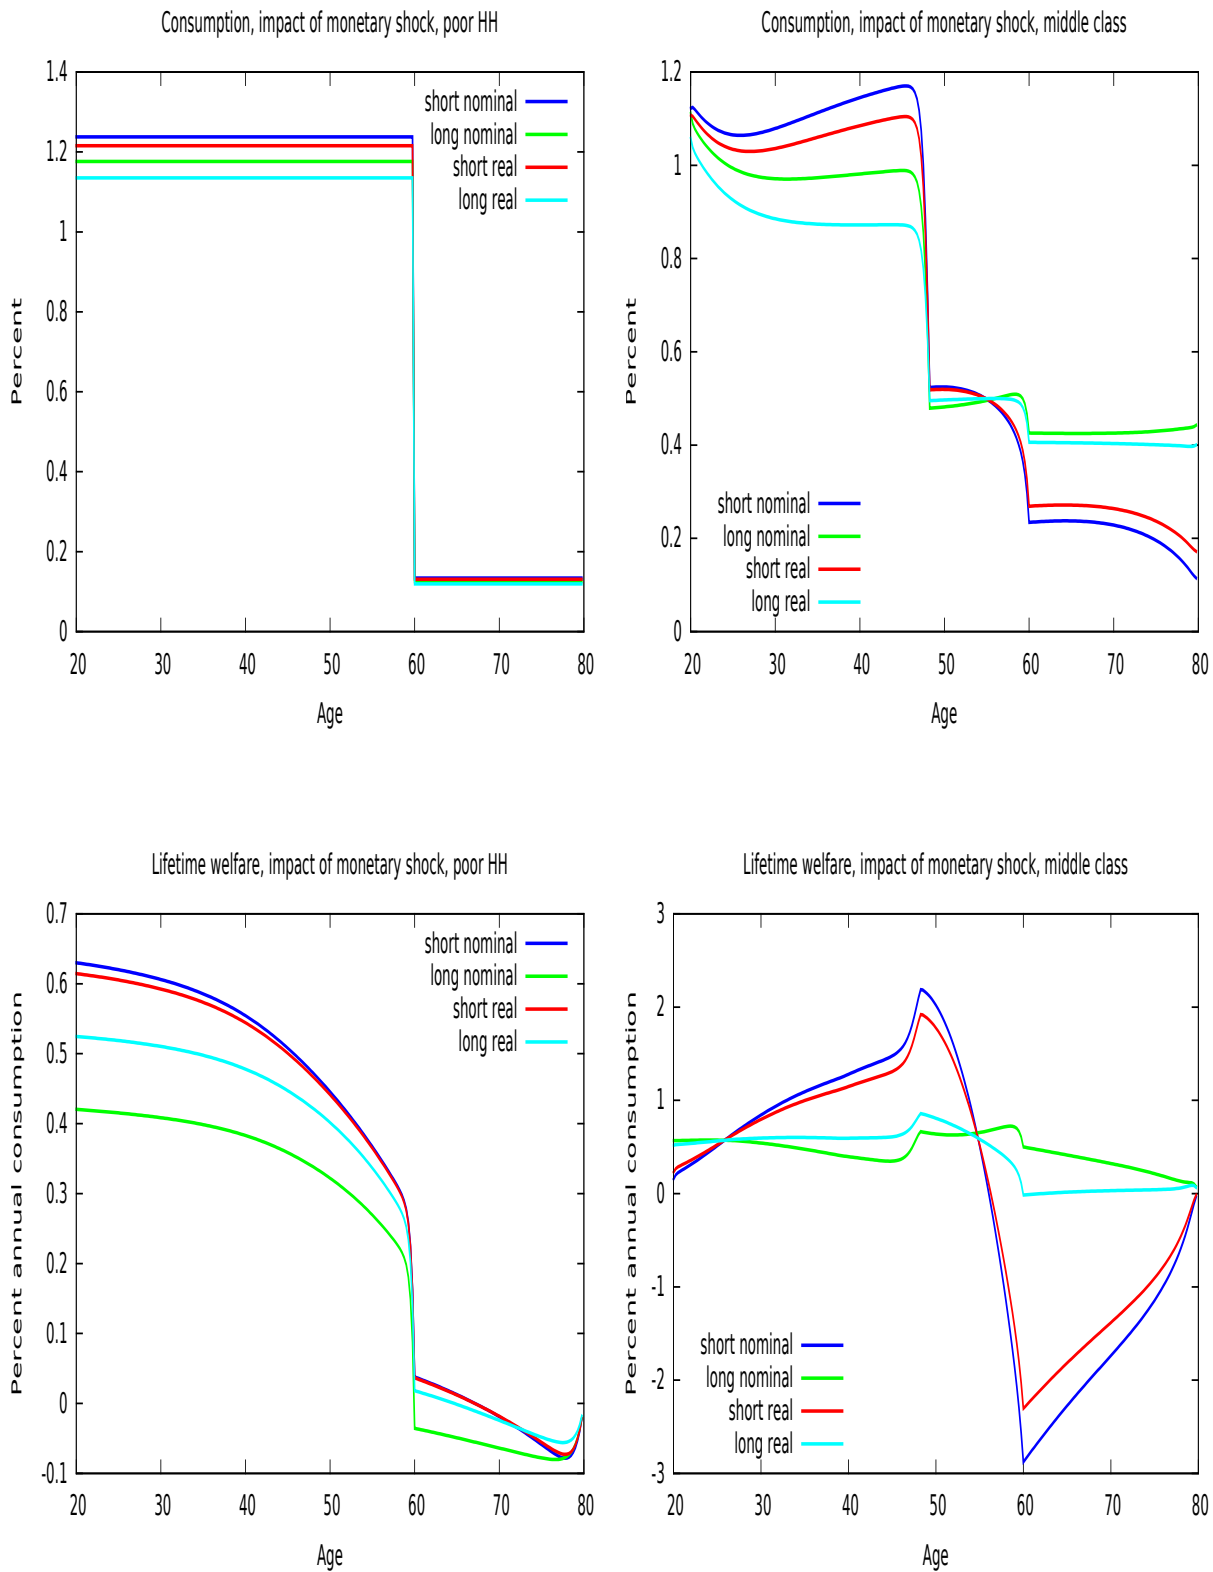 Consumption, impact of monetary shock, poor HH
1.4
1.2
1
0.8
0.6
0.4
0.2
0
Percent
short nominal
long nominal
short real
long real
20 30 40 50 60 70 80
Age
Consumption, impact of monetary shock, middle class
1.2
1
0.8
0.6
0.4
0.2
0
Percent
short nominal
long nominal
short real
long real
20 30 40 50 60 70 80
Age
Lifetime welfare, impact of monetary shock, poor HH
0.7
0.6
0.5
0.4
0.3
0.2
0.1
0
-0.1
Percent annual consumption
short nominal
long nominal
short real
long real
20 30 40 50 60 70 80
Age
Lifetime welfare, impact of monetary shock, middle class
3
2
1
0
-1
-2
-3
Percent annual consumption
short nominal
long nominal
short real
long real
20 30 40 50 60 70 80
Age